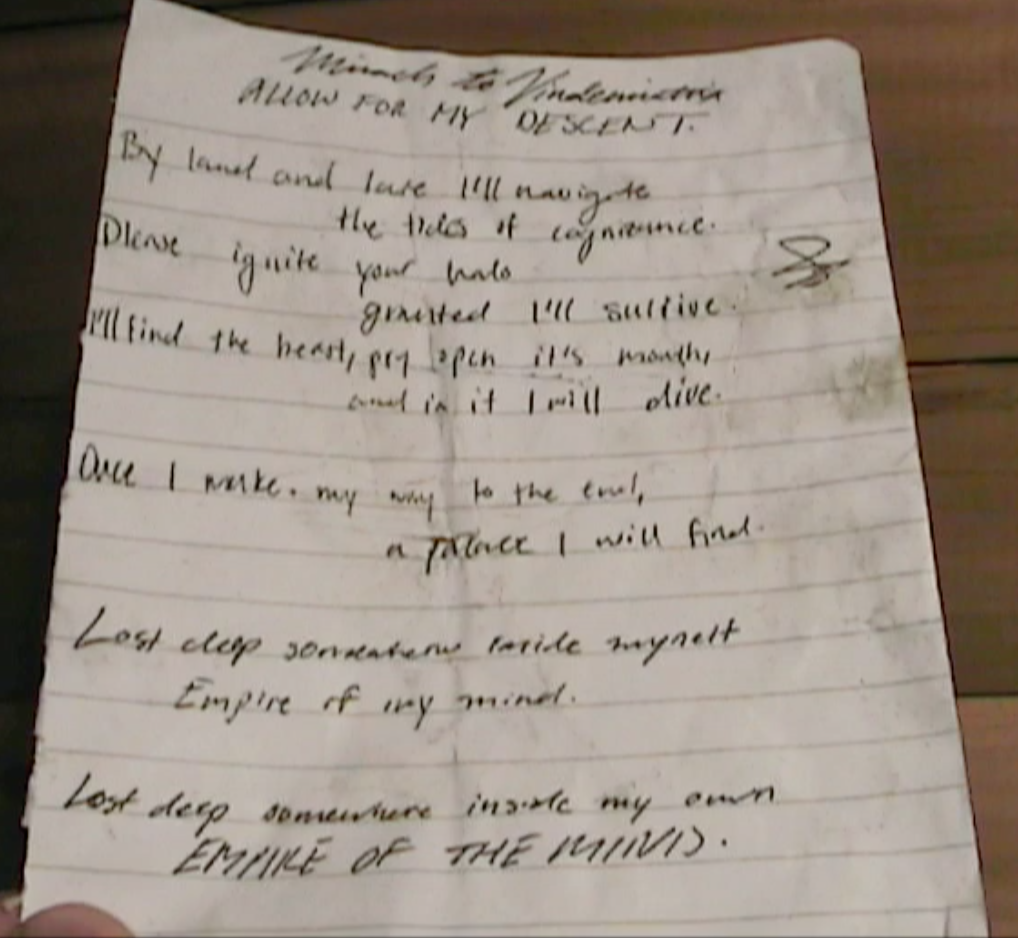 Mirach to Vindemiatrix
ALLOW FOR MY DESCENT.
By land and lure I'll navigate
the tides of cognizance.
Please ignite your halo
granted I'll survive.
I'll find the beast, pry open it's mouth,
and in it I will dive.
Once I make my way to the end,
a palace I will find.
Lost deep somewhere inside myself
Empire of my mind.
Lost deep somewhere inside my own
EMPIRE OF THE MIND.